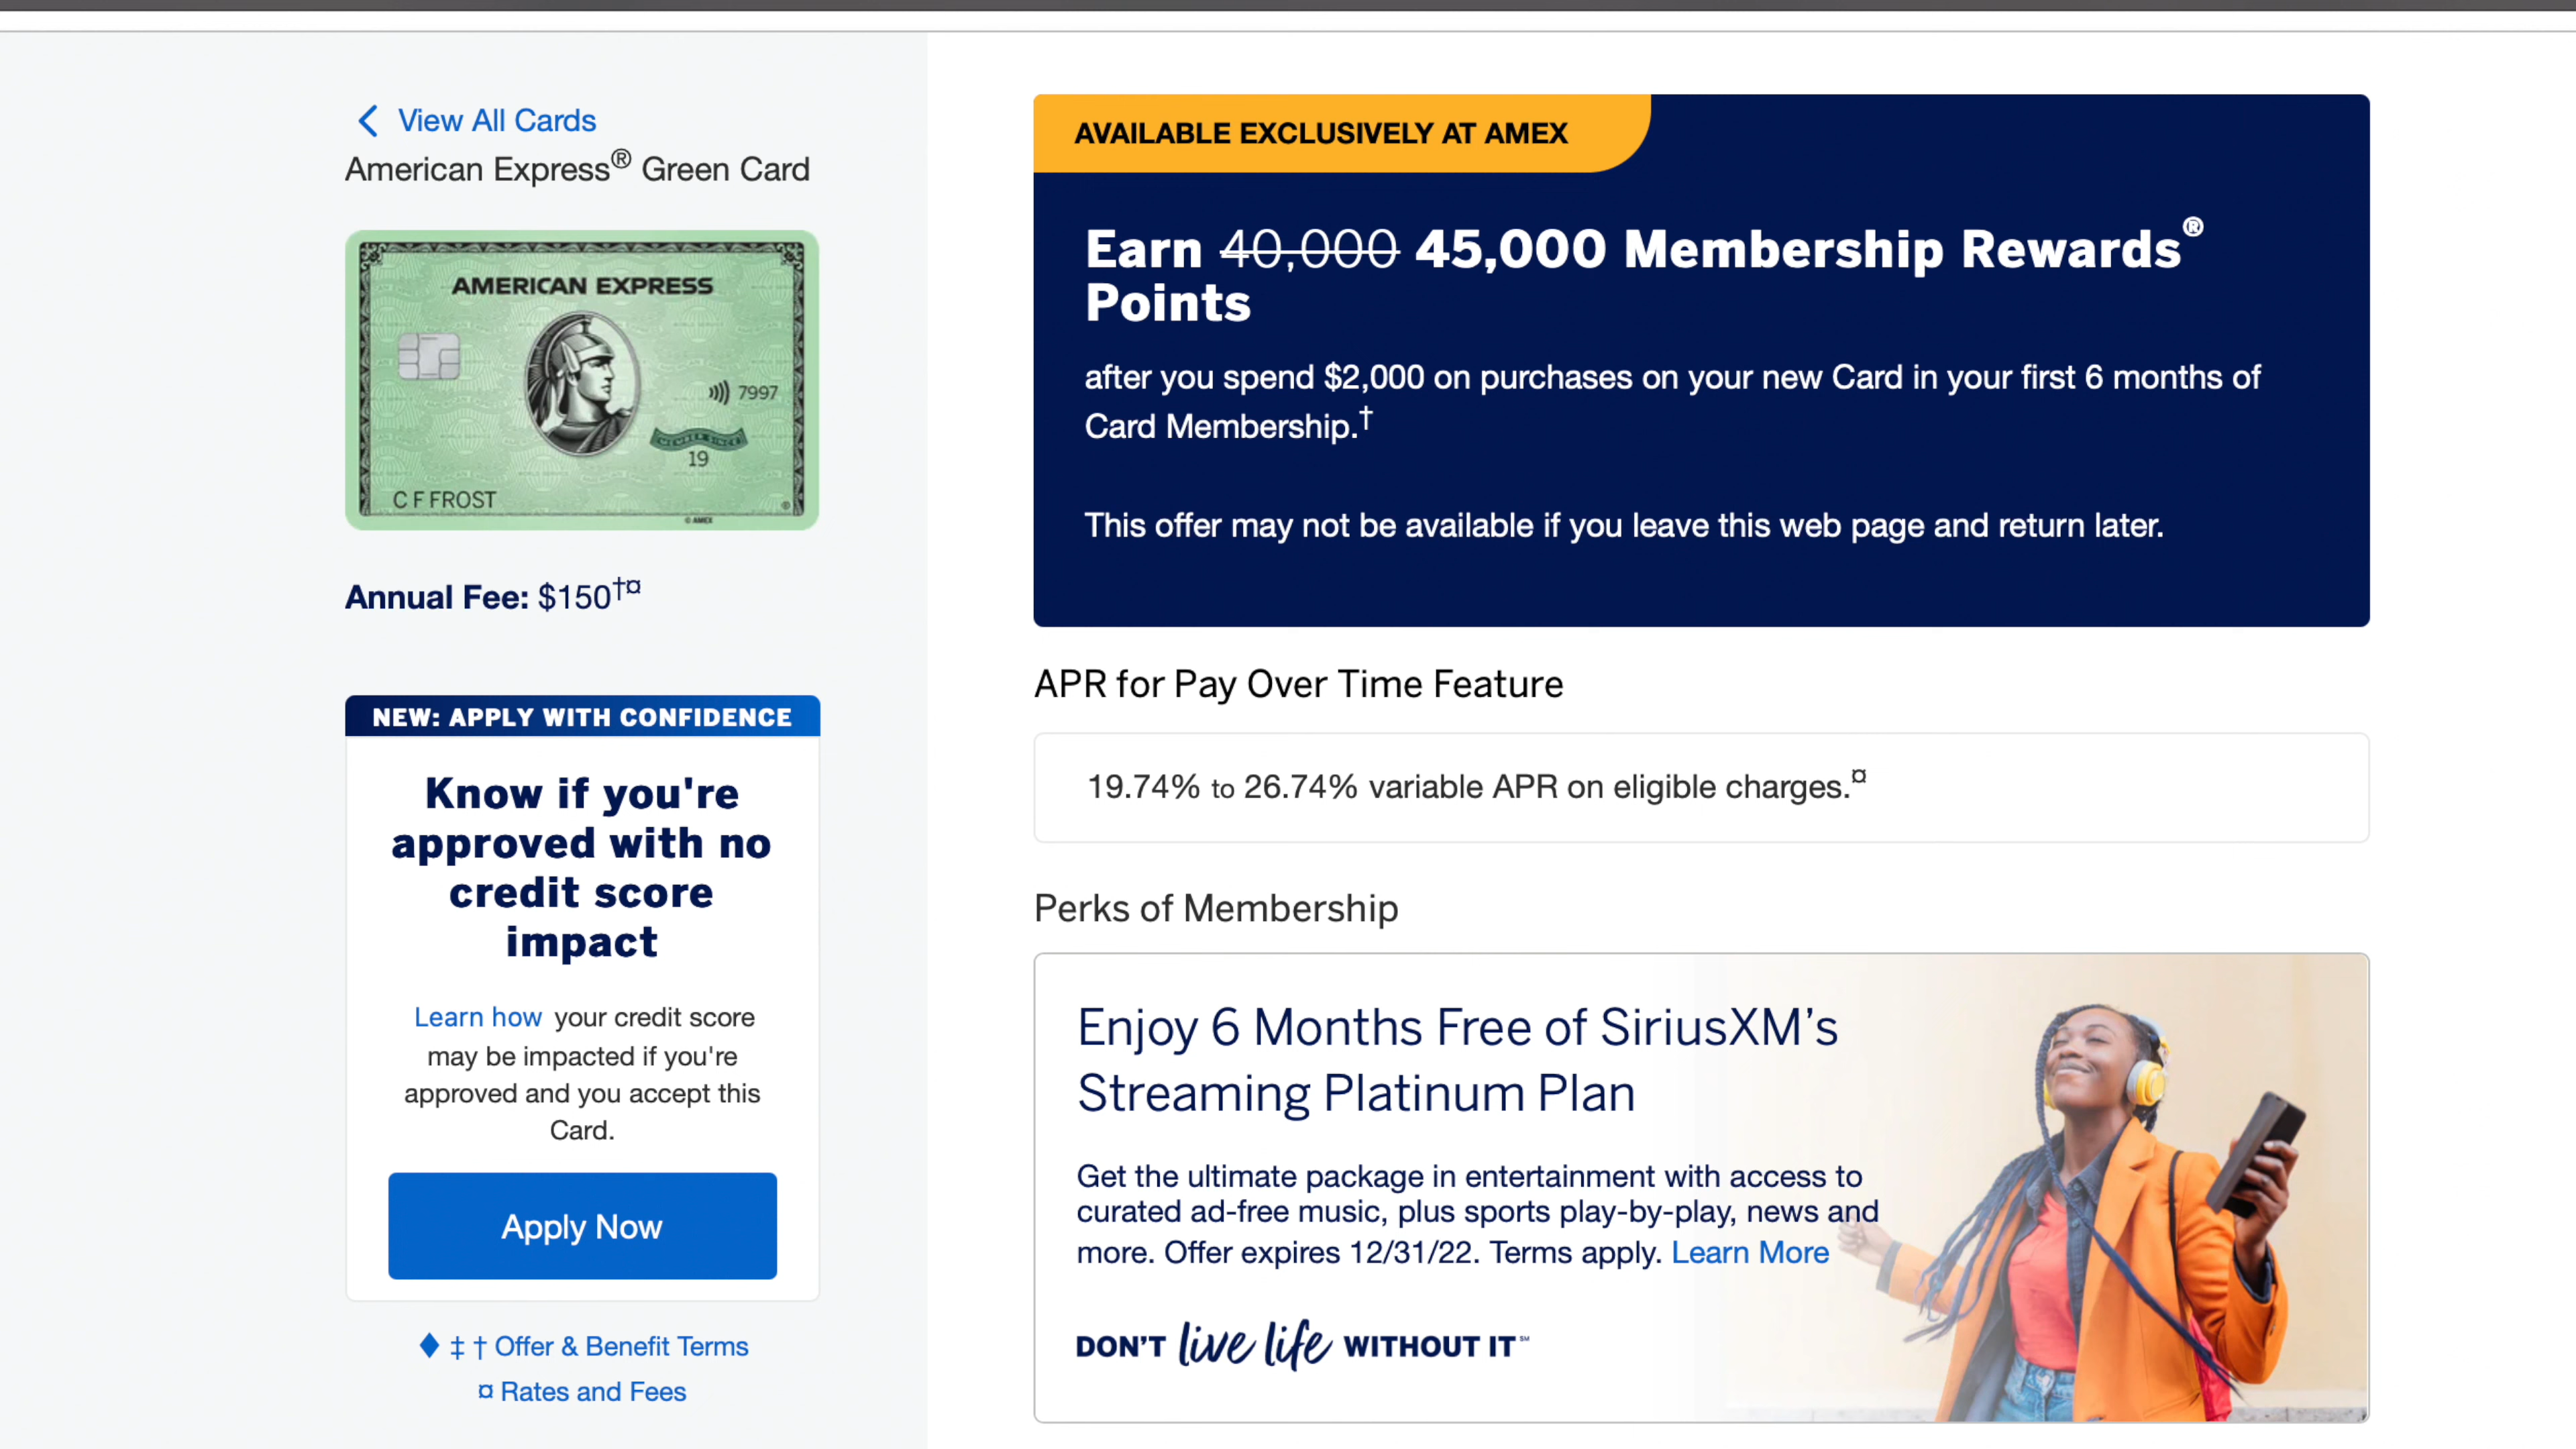 View All Cards
American Express® Green Card
AMERICAN EXPRESS
7997
MEMBER SINCE
19
C F FROST
© AMEX
Annual Fee: $150†¤
NEW: APPLY WITH CONFIDENCE
Know if you're
approved with no
credit score
impact
Learn how your credit score
may be impacted if you're
approved and you accept this
Card.
Apply Now
♦ ‡ † Offer & Benefit Terms
¤ Rates and Fees
AVAILABLE EXCLUSIVELY AT AMEX
Earn 40,000 45,000 Membership Rewards®
Points
after you spend $2,000 on purchases on your new Card in your first 6 months of
Card Membership.†
This offer may not be available if you leave this web page and return later.
APR for Pay Over Time Feature
19.74% to 26.74% variable APR on eligible charges.¤
Perks of Membership
Enjoy 6 Months Free of SiriusXM’s
Streaming Platinum Plan
Get the ultimate package in entertainment with access to
curated ad-free music, plus sports play-by-play, news and
more. Offer expires 12/31/22. Terms apply. Learn More
DON'T live life WITHOUT IT℠